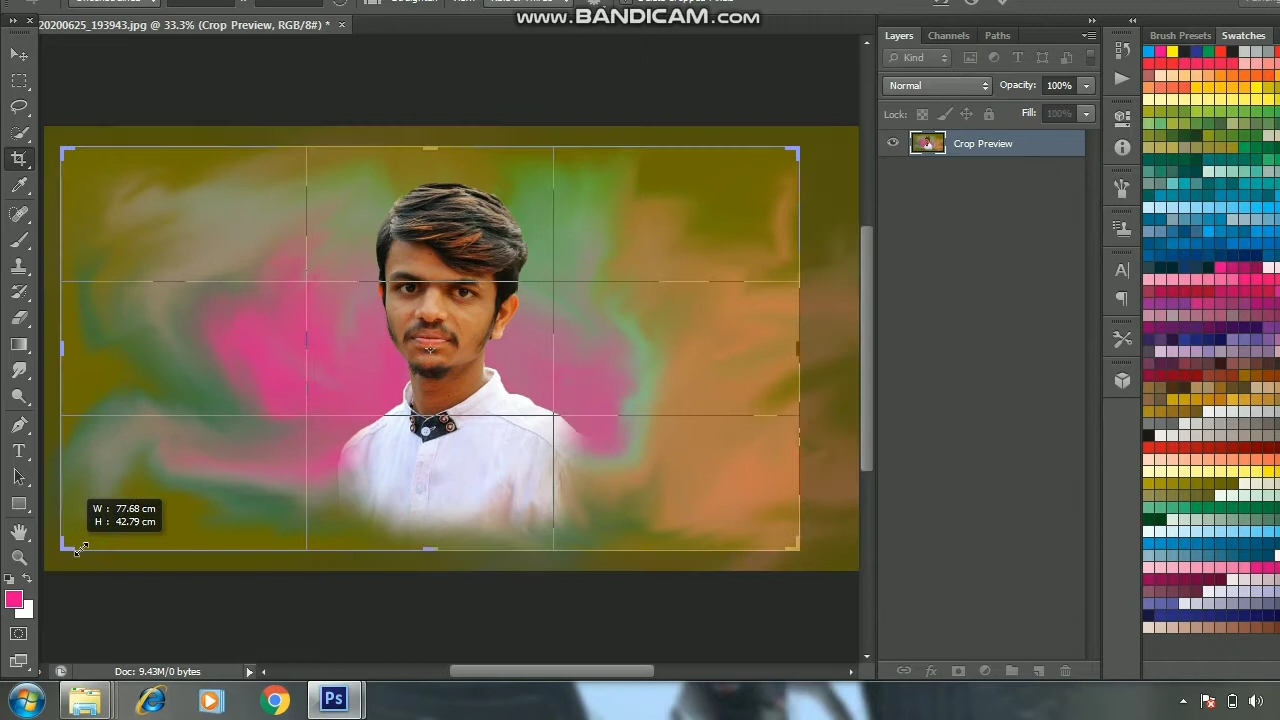 www.BANDICAM.com
20200625_193943.jpg @ 33.3% (Crop Preview, RGB/8#) * ×
Layers Channels Paths
Brush Presets Swatches
Kind
Normal Opacity: 100%
Lock: Fill: 100%
Crop Preview
W : 77.68 cm
H : 42.79 cm
Doc: 9.43M/0 bytes
Ps